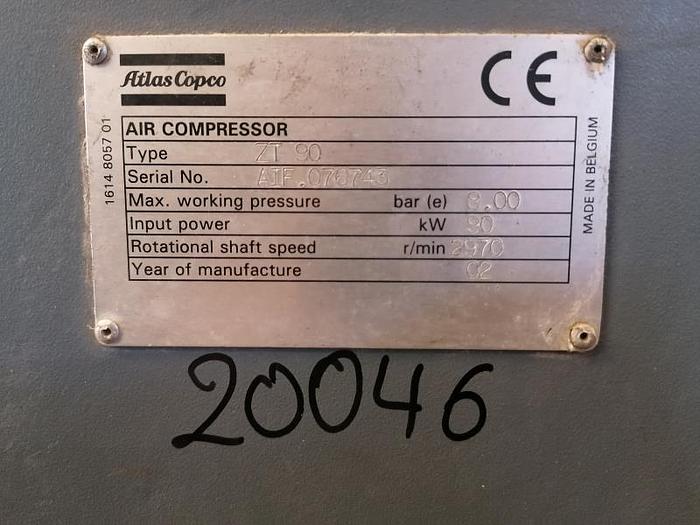 Atlas Copco
CE
1614 8057 01
AIR COMPRESSOR
Type ZT 90
Serial No. AIF.076743
Max. working pressure bar (e) 8.00
Input power kW 90
Rotational shaft speed r/min 2970
Year of manufacture 02
MADE IN BELGIUM
20046